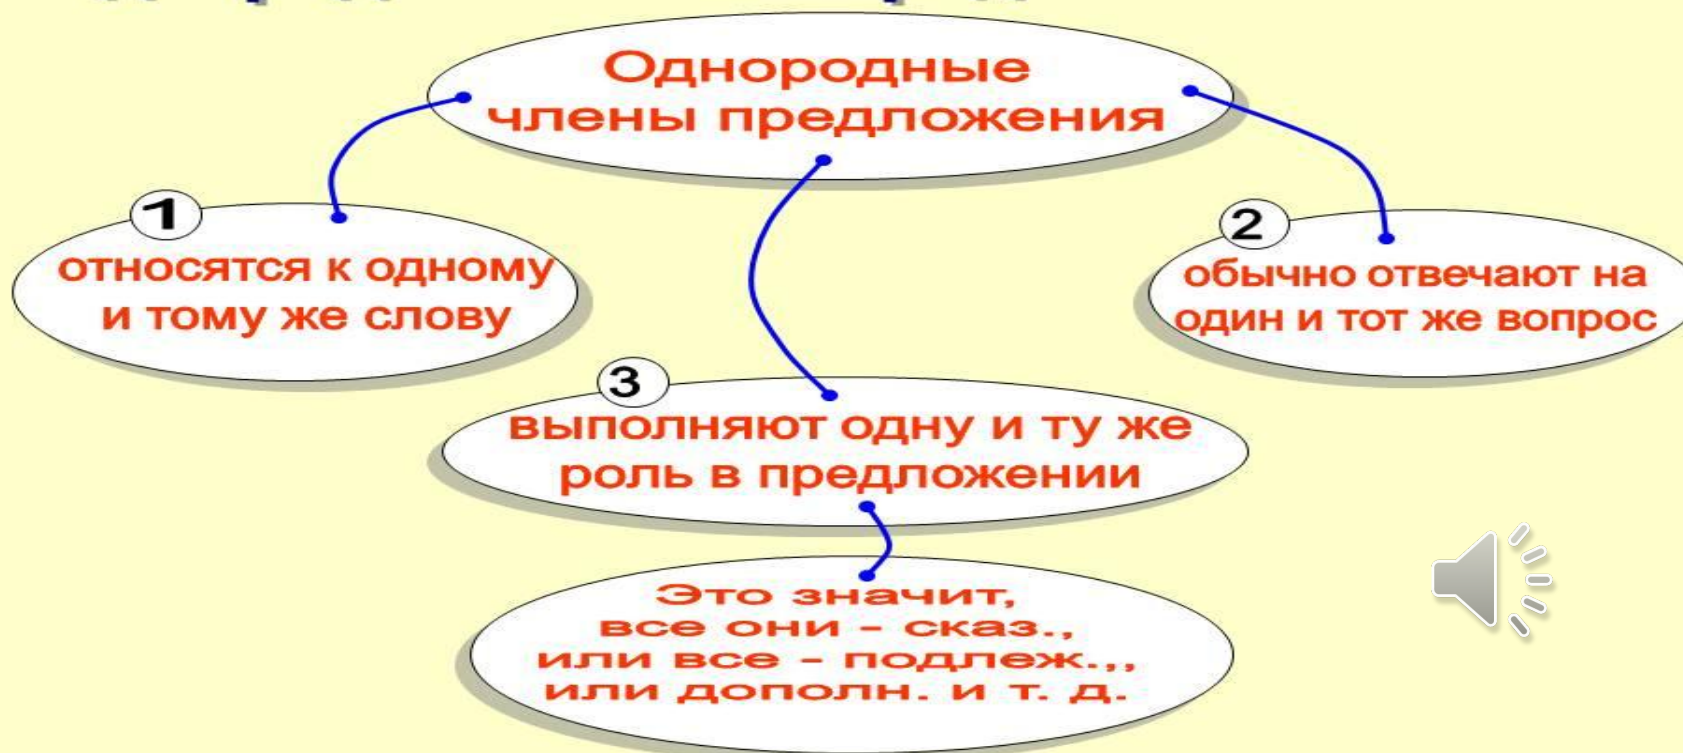 Однородные
члены предложения
1
относятся к одному
и тому же слову
2
обычно отвечают на
один и тот же вопрос
3
выполняют одну и ту же
роль в предложении
Это значит,
все они - сказ.,
или все - подлеж.,,
или дополн. и т. д.